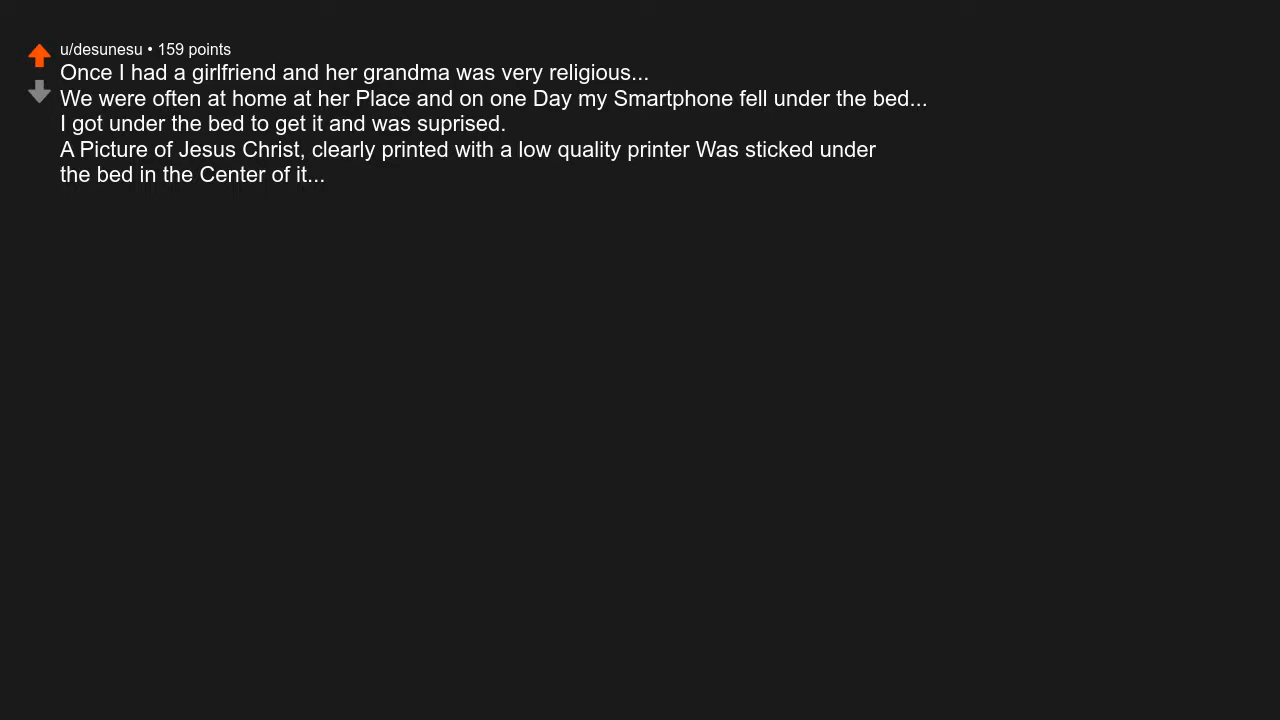 u/desunesu • 159 points
Once I had a girlfriend and her grandma was very religious...
We were often at home at her Place and on one Day my Smartphone fell under the bed...
I got under the bed to get it and was suprised.
A Picture of Jesus Christ, clearly printed with a low quality printer Was sticked under
the bed in the Center of it...